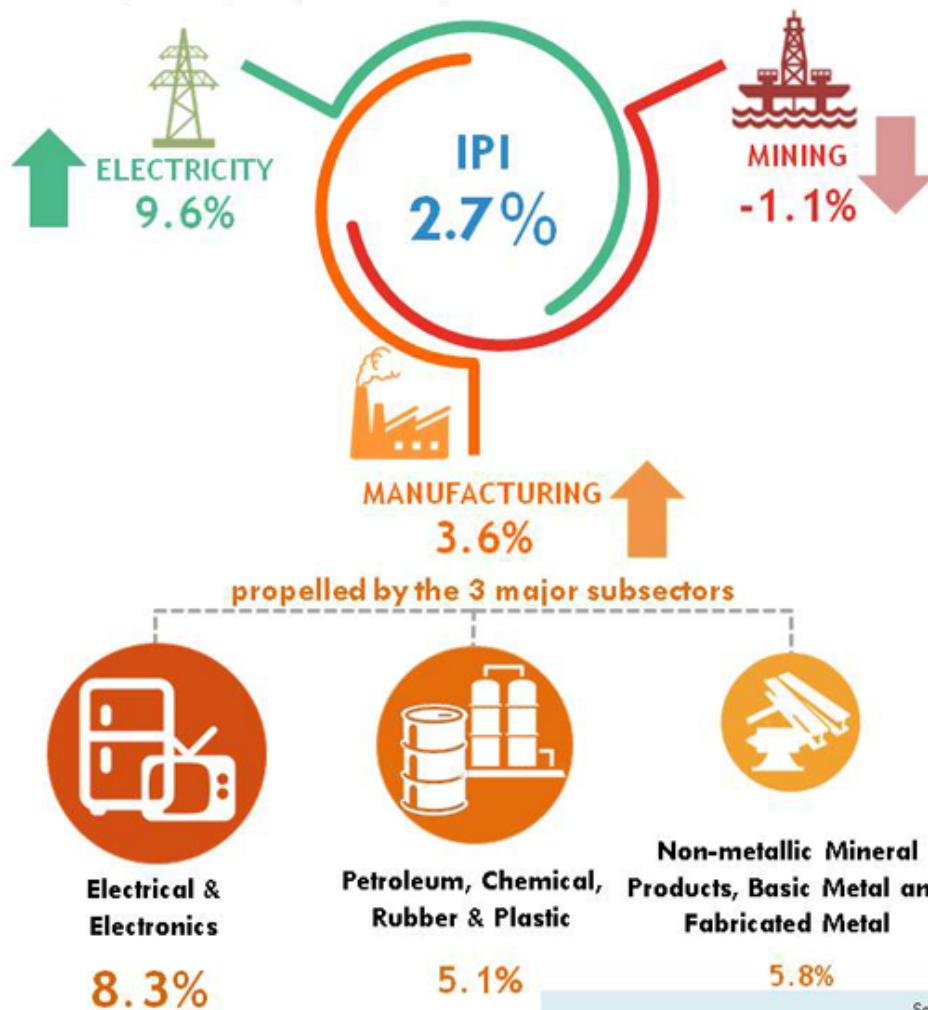 ELECTRICITY
9.6%
IPI
2.7%
MINING
-1.1%
MANUFACTURING
3.6%
propelled by the 3 major subsectors
Electrical &
Electronics
8.3%
Petroleum, Chemical,
Rubber & Plastic
5.1%
Non-metallic Mineral
Products, Basic Metal
Fabricated Metal
5.8%